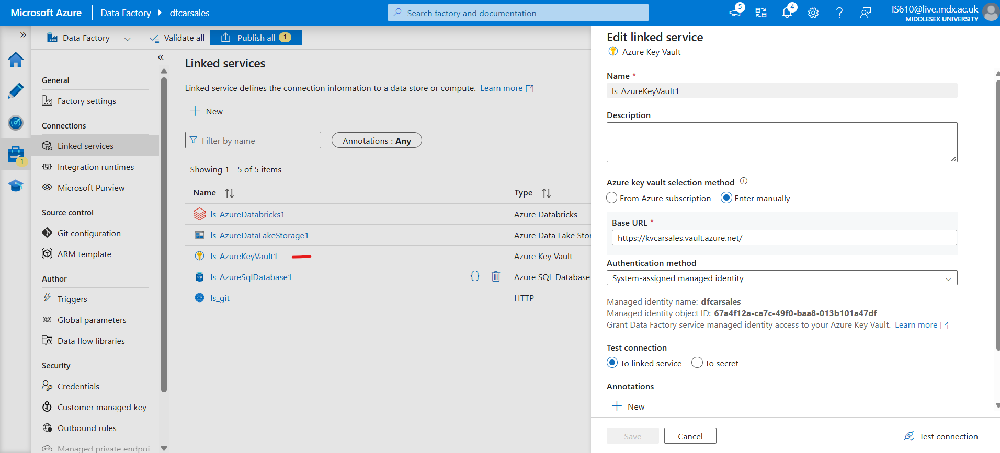 Microsoft Azure
Data Factory
dfcarsales
Search factory and documentation
5
4
IS610@live.mdx.ac.uk
MIDDLESEX UNIVERSITY
Data Factory
Validate all
Publish all 1
General
Factory settings
Connections
Linked services
1
Integration runtimes
Microsoft Purview
Source control
Git configuration
ARM template
Author
Triggers
Global parameters
Data flow libraries
Security
Credentials
Customer managed key
Outbound rules
Managed private endpoi...
Linked services
Linked service defines the connection information to a data store or compute. Learn more
New
Filter by name
Annotations : Any
Showing 1 - 5 of 5 items
Name Type
ls_AzureDatabricks1 Azure Databricks
ls_AzureDataLakeStorage1 Azure Data Lake Stor
ls_AzureKeyVault1 Azure Key Vault
SQL ls_AzureSqlDatabase1 {} Azure SQL Database
HTTP ls_git HTTP
Edit linked service
Azure Key Vault
Name *
ls_AzureKeyVault1
Description
Azure key vault selection method
From Azure subscription Enter manually
Base URL *
https://kvcarsales.vault.azure.net/
Authentication method
System-assigned managed identity
Managed identity name: dfcarsales
Managed identity object ID: 67a4f12a-ca7c-49f0-baa8-013b101a47df
Grant Data Factory service managed identity access to your Azure Key Vault. Learn more
Test connection
To linked service To secret
Annotations
New
Save Cancel Test connection